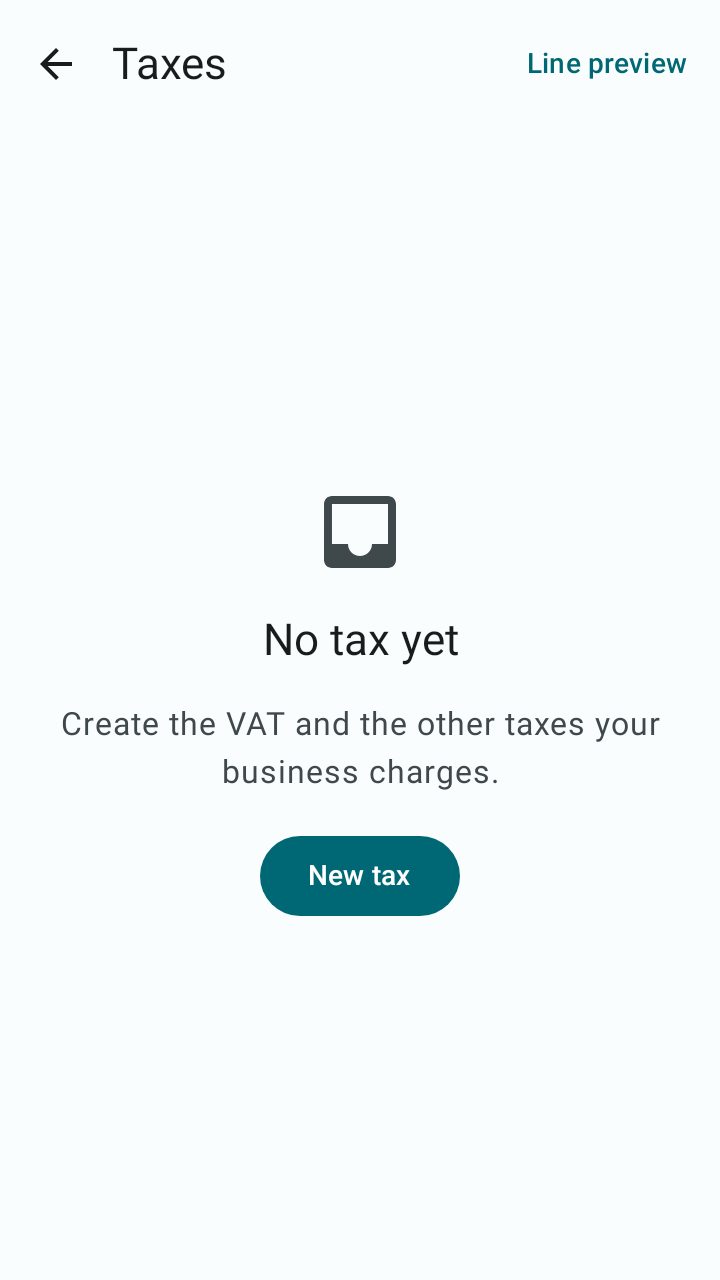 Taxes
Line preview
No tax yet
Create the VAT and the other taxes your
business charges.
New tax